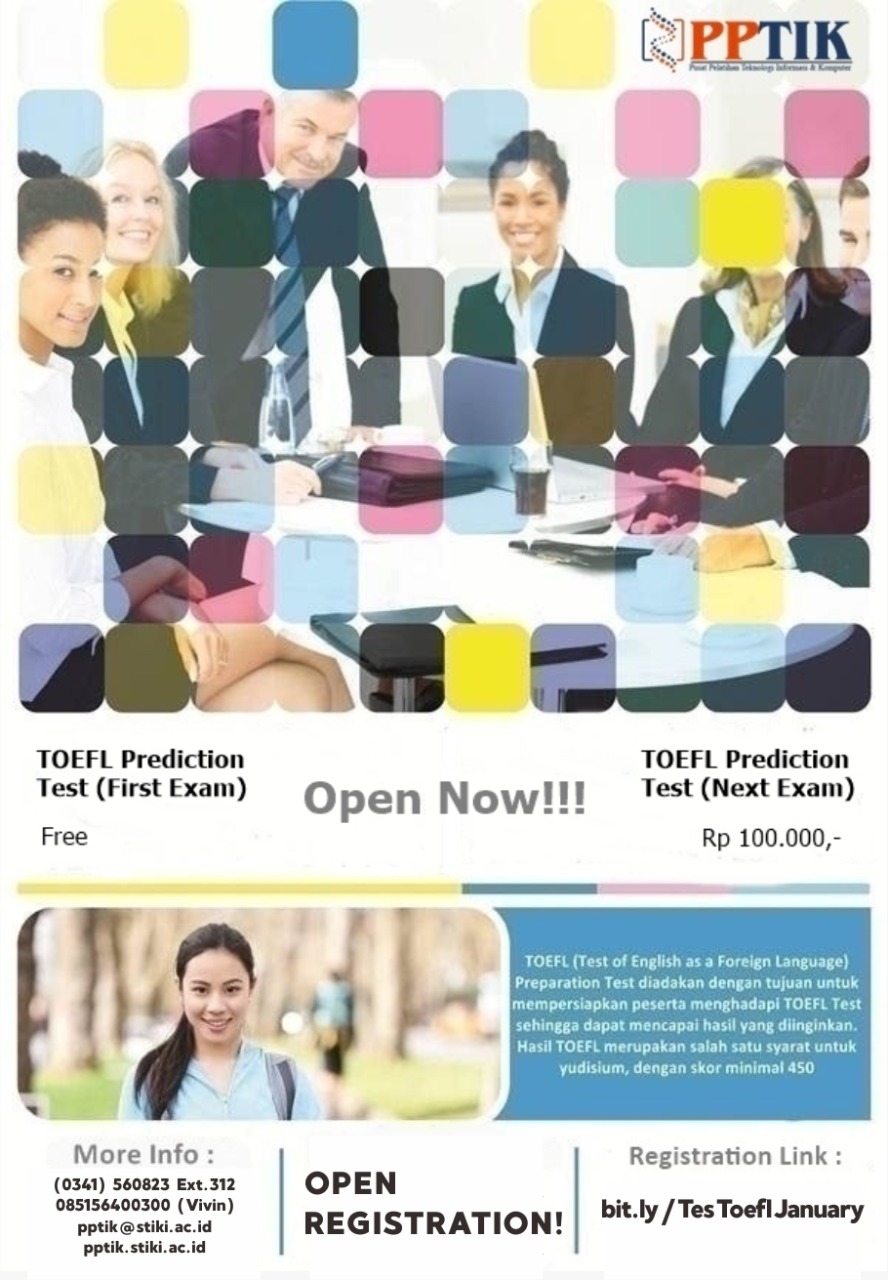 PPTIK
Pusat Pelatihan Teknologi Informasi & Komputer
TOEFL Prediction
Test (First Exam)
Free
Open Now!!!
TOEFL Prediction
Test (Next Exam)
Rp 100.000,-
TOEFL (Test of English as a Foreign Language)
Preparation Test diadakan dengan tujuan untuk
mempersiapkan peserta menghadapi TOEFL Test
sehingga dapat mencapai hasil yang diinginkan.
Hasil TOEFL merupakan salah satu syarat untuk
yudisium, dengan skor minimal 450
More Info :
(0341) 560823 Ext.312
085156400300 (Vivin)
pptik@stiki.ac.id
pptik.stiki.ac.id
OPEN
REGISTRATION!
Registration Link :
bit.ly/TesToeflJanuary